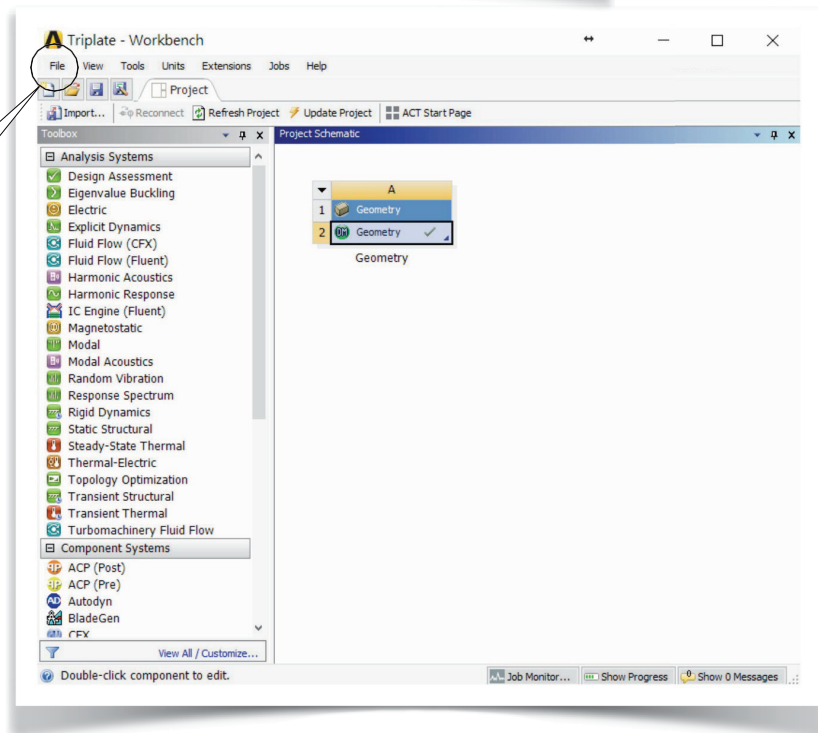 Triplate - Workbench
File View Tools Units Extensions Jobs Help
Project
Import... Reconnect Refresh Project Update Project ACT Start Page
Toolbox
Project Schematic
Analysis Systems
Design Assessment
Eigenvalue Buckling
Electric
Explicit Dynamics
Fluid Flow (CFX)
Fluid Flow (Fluent)
Harmonic Acoustics
Harmonic Response
IC Engine (Fluent)
Magnetostatic
Modal
Modal Acoustics
Random Vibration
Response Spectrum
Rigid Dynamics
Static Structural
Steady-State Thermal
Thermal-Electric
Topology Optimization
Transient Structural
Transient Thermal
Turbomachinery Fluid Flow
Component Systems
ACP (Post)
ACP (Pre)
Autodyn
BladeGen
CFX
View All / Customize...
A
1 Geometry
2 Geometry
Geometry
Double-click component to edit.
Job Monitor... Show Progress Show 0 Messages